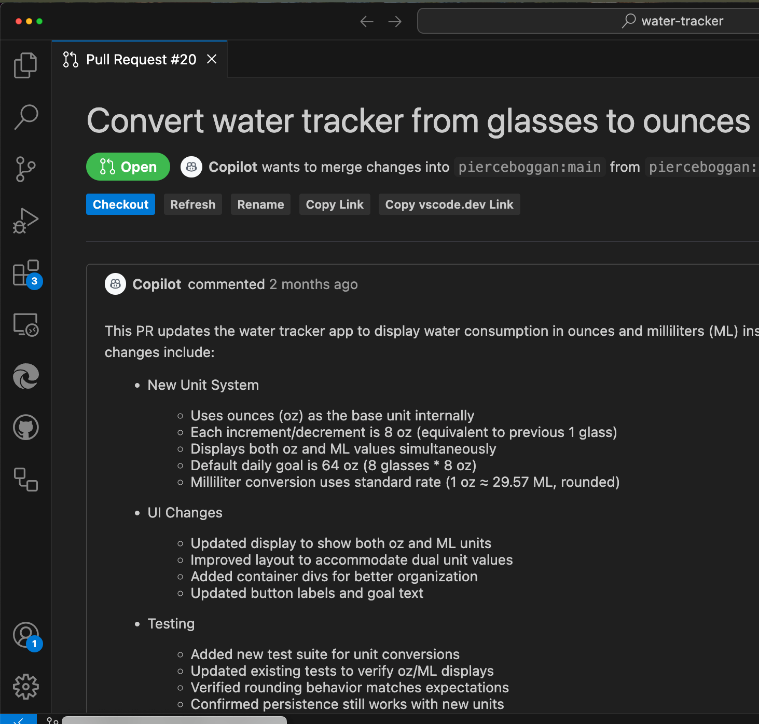 water-tracker
Pull Request #20
Convert water tracker from glasses to ounces
Open Copilot wants to merge changes into pierceboggan:main from pierceboggan:
Checkout Refresh Rename Copy Link Copy vscode.dev Link
3
Copilot commented 2 months ago
This PR updates the water tracker app to display water consumption in ounces and milliliters (ML) ins
changes include:
• New Unit System
◦ Uses ounces (oz) as the base unit internally
◦ Each increment/decrement is 8 oz (equivalent to previous 1 glass)
◦ Displays both oz and ML values simultaneously
◦ Default daily goal is 64 oz (8 glasses * 8 oz)
◦ Milliliter conversion uses standard rate (1 oz ≈ 29.57 ML, rounded)
• UI Changes
◦ Updated display to show both oz and ML units
◦ Improved layout to accommodate dual unit values
◦ Added container divs for better organization
◦ Updated button labels and goal text
• Testing
◦ Added new test suite for unit conversions
◦ Updated existing tests to verify oz/ML displays
◦ Verified rounding behavior matches expectations
◦ Confirmed persistence still works with new units
1